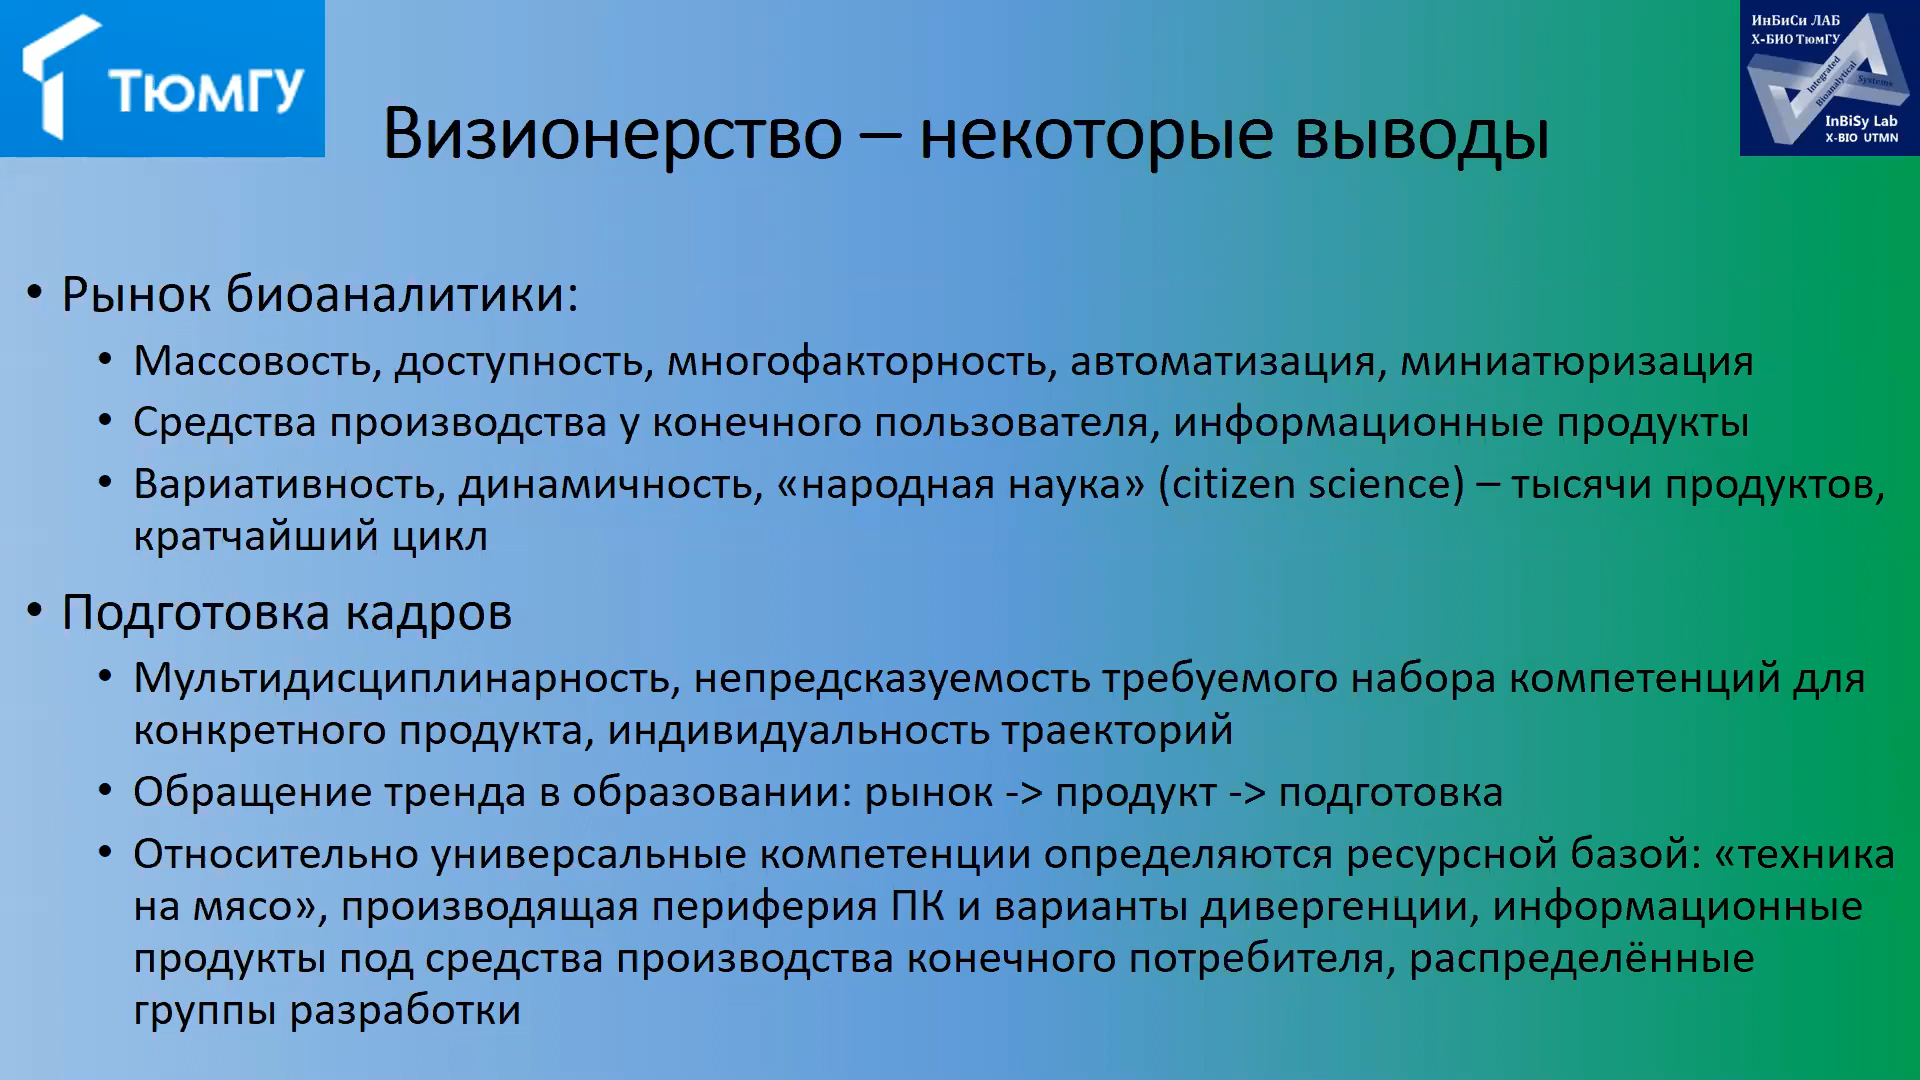 ТЮМГУ
ИнБиСи ЛАБ
Х-БИО ТюмГУ
Integrated
Bioanalytical
Systems
InBiSy Lab
X-BIO UTMN
Визионерство – некоторые выводы
• Рынок биоаналитики:
• Массовость, доступность, многофакторность, автоматизация, миниатюризация
• Средства производства у конечного пользователя, информационные продукты
• Вариативность, динамичность, «народная наука» (citizen science) – тысячи продуктов,
кратчайший цикл
• Подготовка кадров
• Мультидисциплинарность, непредсказуемость требуемого набора компетенций для
конкретного продукта, индивидуальность траекторий
• Обращение тренда в образовании: рынок -> продукт -> подготовка
• Относительно универсальные компетенции определяются ресурсной базой: «техника
на мясо», производящая периферия ПК и варианты дивергенции, информационные
продукты под средства производства конечного потребителя, распределённые
группы разработки